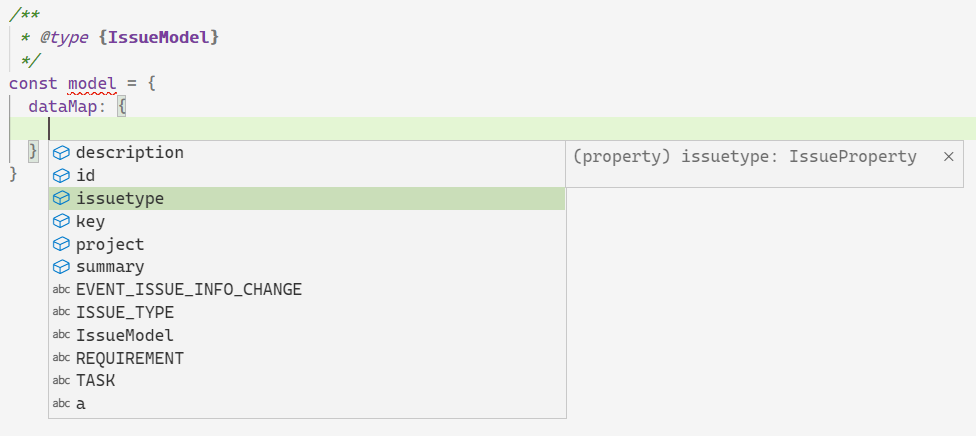 /**
 * @type {IssueModel}
 */
const model = {
  dataMap: {
  }
}
description
id
issuetype
key
project
summary
abc EVENT_ISSUE_INFO_CHANGE
abc ISSUE_TYPE
abc IssueModel
abc REQUIREMENT
abc TASK
abc a
(property) issuetype: IssueProperty ×